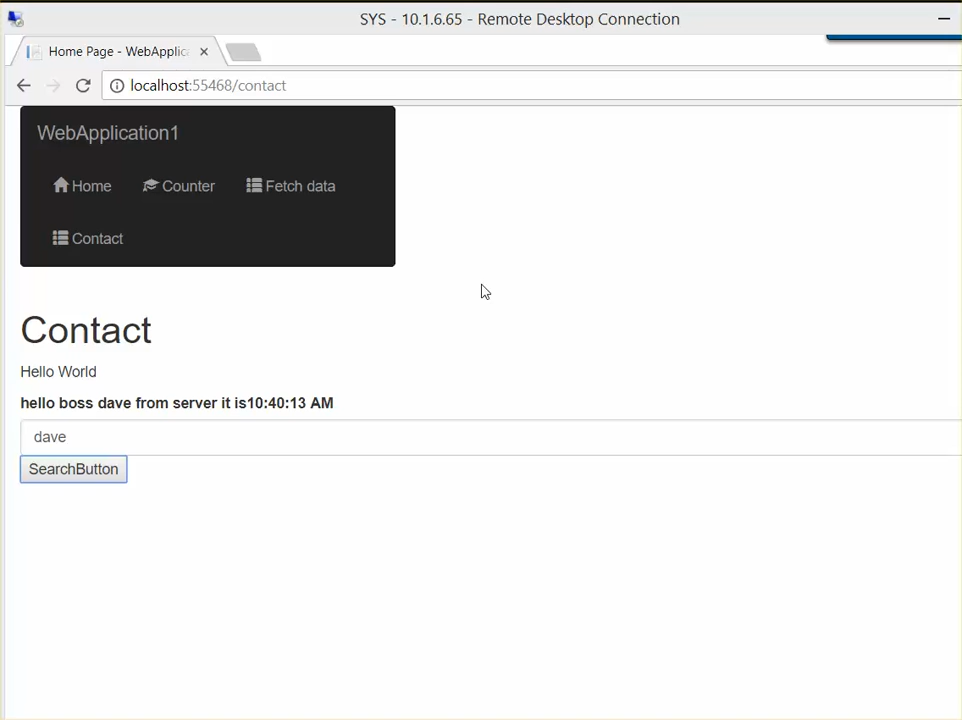 SYS - 10.1.6.65 - Remote Desktop Connection
Home Page - WebApplic
localhost:55468/contact
WebApplication1
Home Counter Fetch data
Contact
Contact
Hello World
hello boss dave from server it is10:40:13 AM
dave
SearchButton